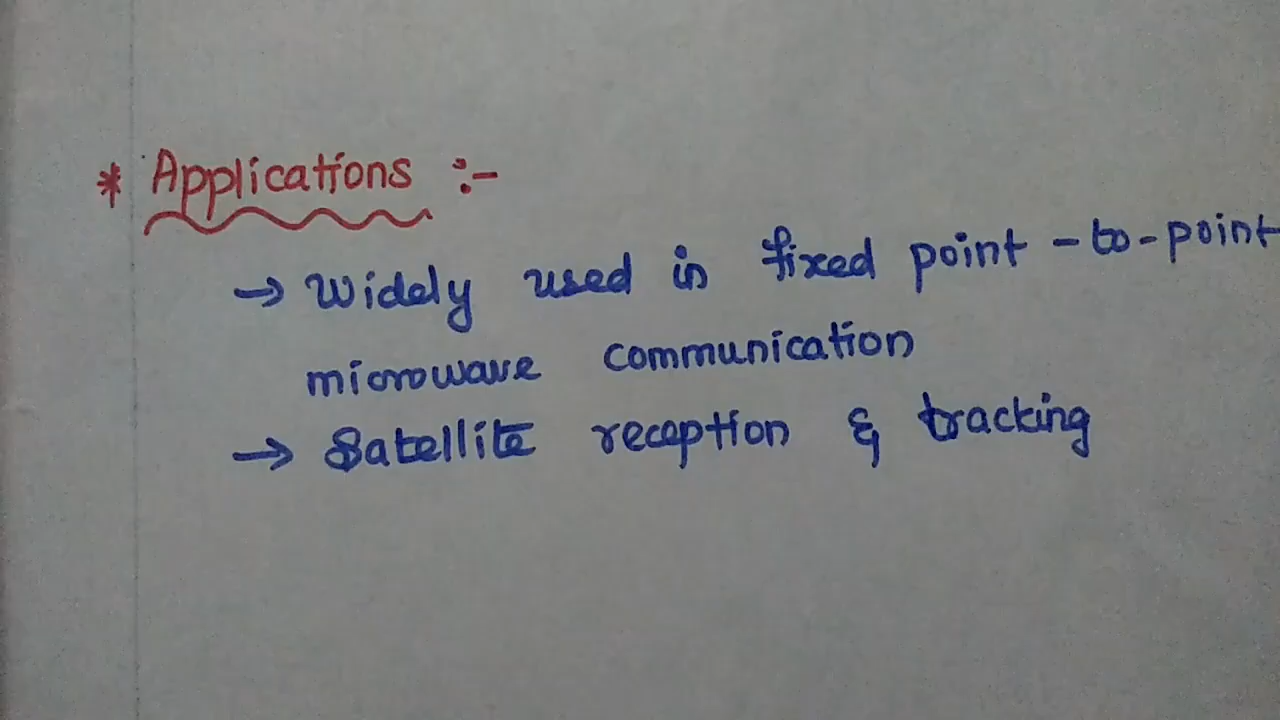 * Applications :-
→ Widely used in fixed point-to-point
microwave communication
→ Satellite reception & tracking